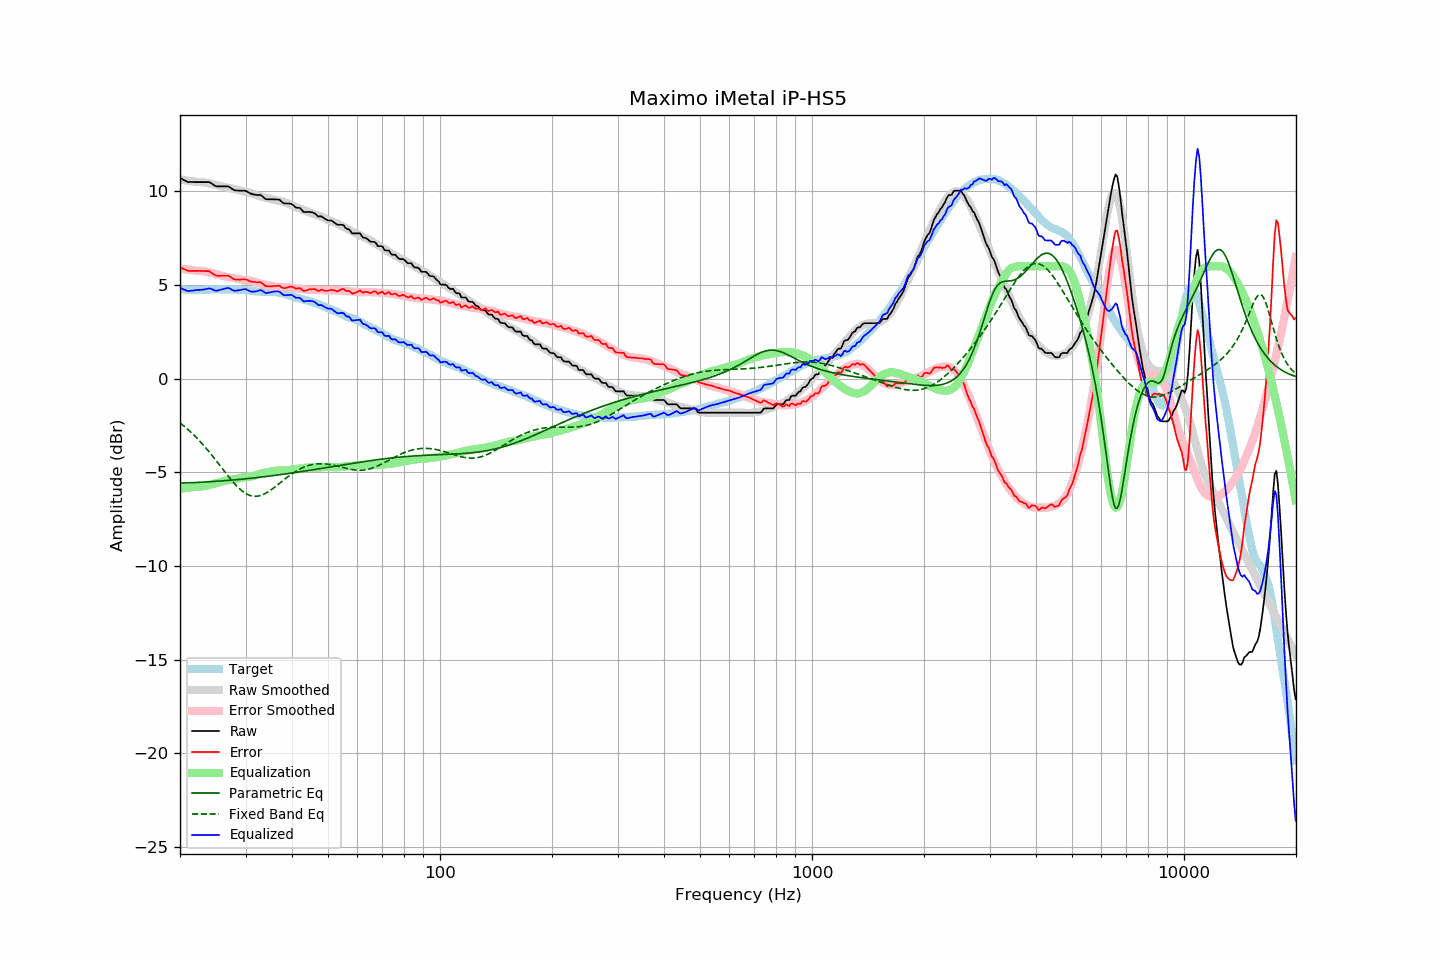 Maximo iMetal iP-HS5
Amplitude (dBr)
10
5
0
−5
−10
−15
−20
−25
Target
Raw Smoothed
Error Smoothed
Raw
Error
Equalization
Parametric Eq
Fixed Band Eq
Equalized
100
1000
10000
Frequency (Hz)